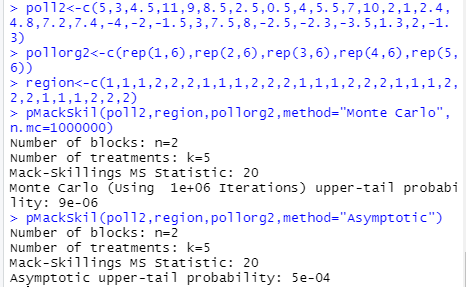 > poll2<-c(5,3,4.5,11,9,8.5,2.5,0.5,4,5.5,7,10,2,1,2.4,
4.8,7.2,7.4,-4,-2,-1.5,3,7.5,8,-2.5,-2.3,-3.5,1.3,2,-1.
3)
> pollorg2<-c(rep(1,6),rep(2,6),rep(3,6),rep(4,6),rep(5,
6))
> region<-c(1,1,1,2,2,2,1,1,1,2,2,2,1,1,1,2,2,2,1,1,1,2,
2,2,1,1,1,2,2,2)
> pMackSkil(poll2,region,pollorg2,method="Monte Carlo",
n.mc=1000000)
Number of blocks: n=2
Number of treatments: k=5
Mack-Skillings MS Statistic: 20
Monte Carlo (Using  1e+06 Iterations) upper-tail probabi
lity: 9e-06
> pMackSkil(poll2,region,pollorg2,method="Asymptotic")
Number of blocks: n=2
Number of treatments: k=5
Mack-Skillings MS Statistic: 20
Asymptotic upper-tail probability: 5e-04